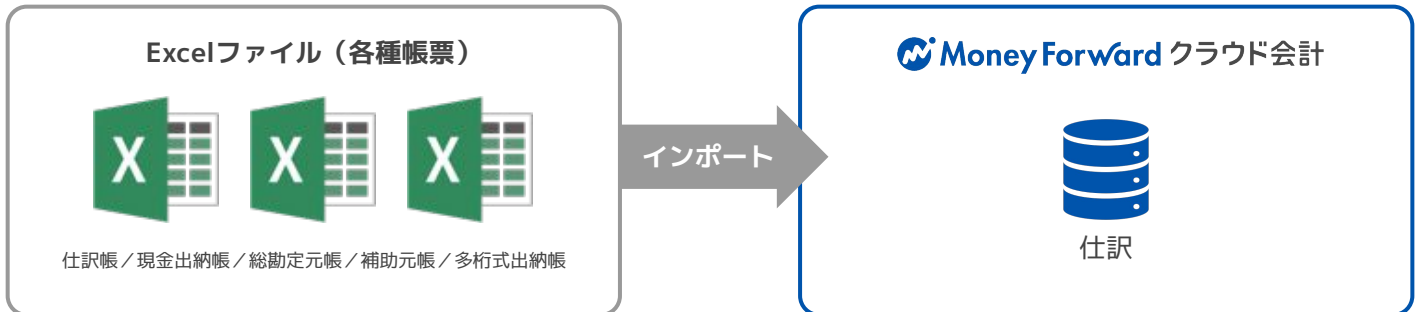 Excelファイル（各種帳票）
X X X
仕訳帳／現金出納帳／総勘定元帳／補助元帳／多桁式出納帳
インポート
Money Forward クラウド会計
仕訳